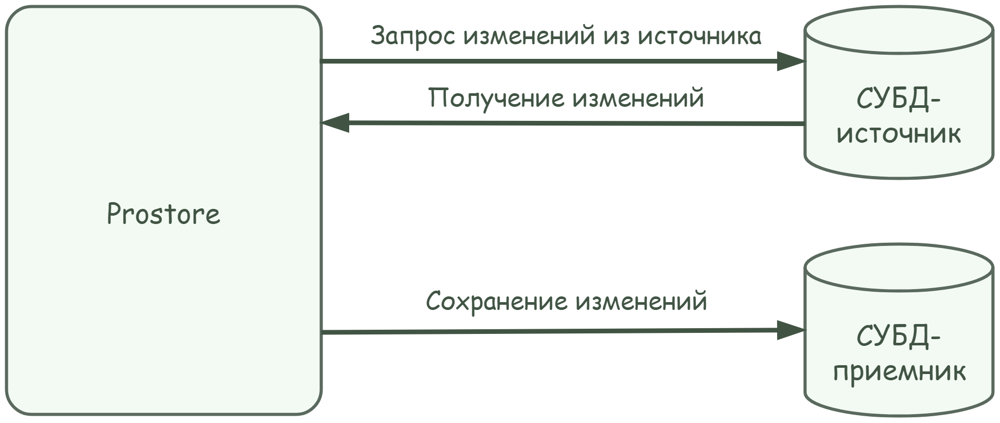 Запрос изменений из источника
Получение изменений
СУБД-
источник
Prostore
Сохранение изменений
СУБД-
приемник